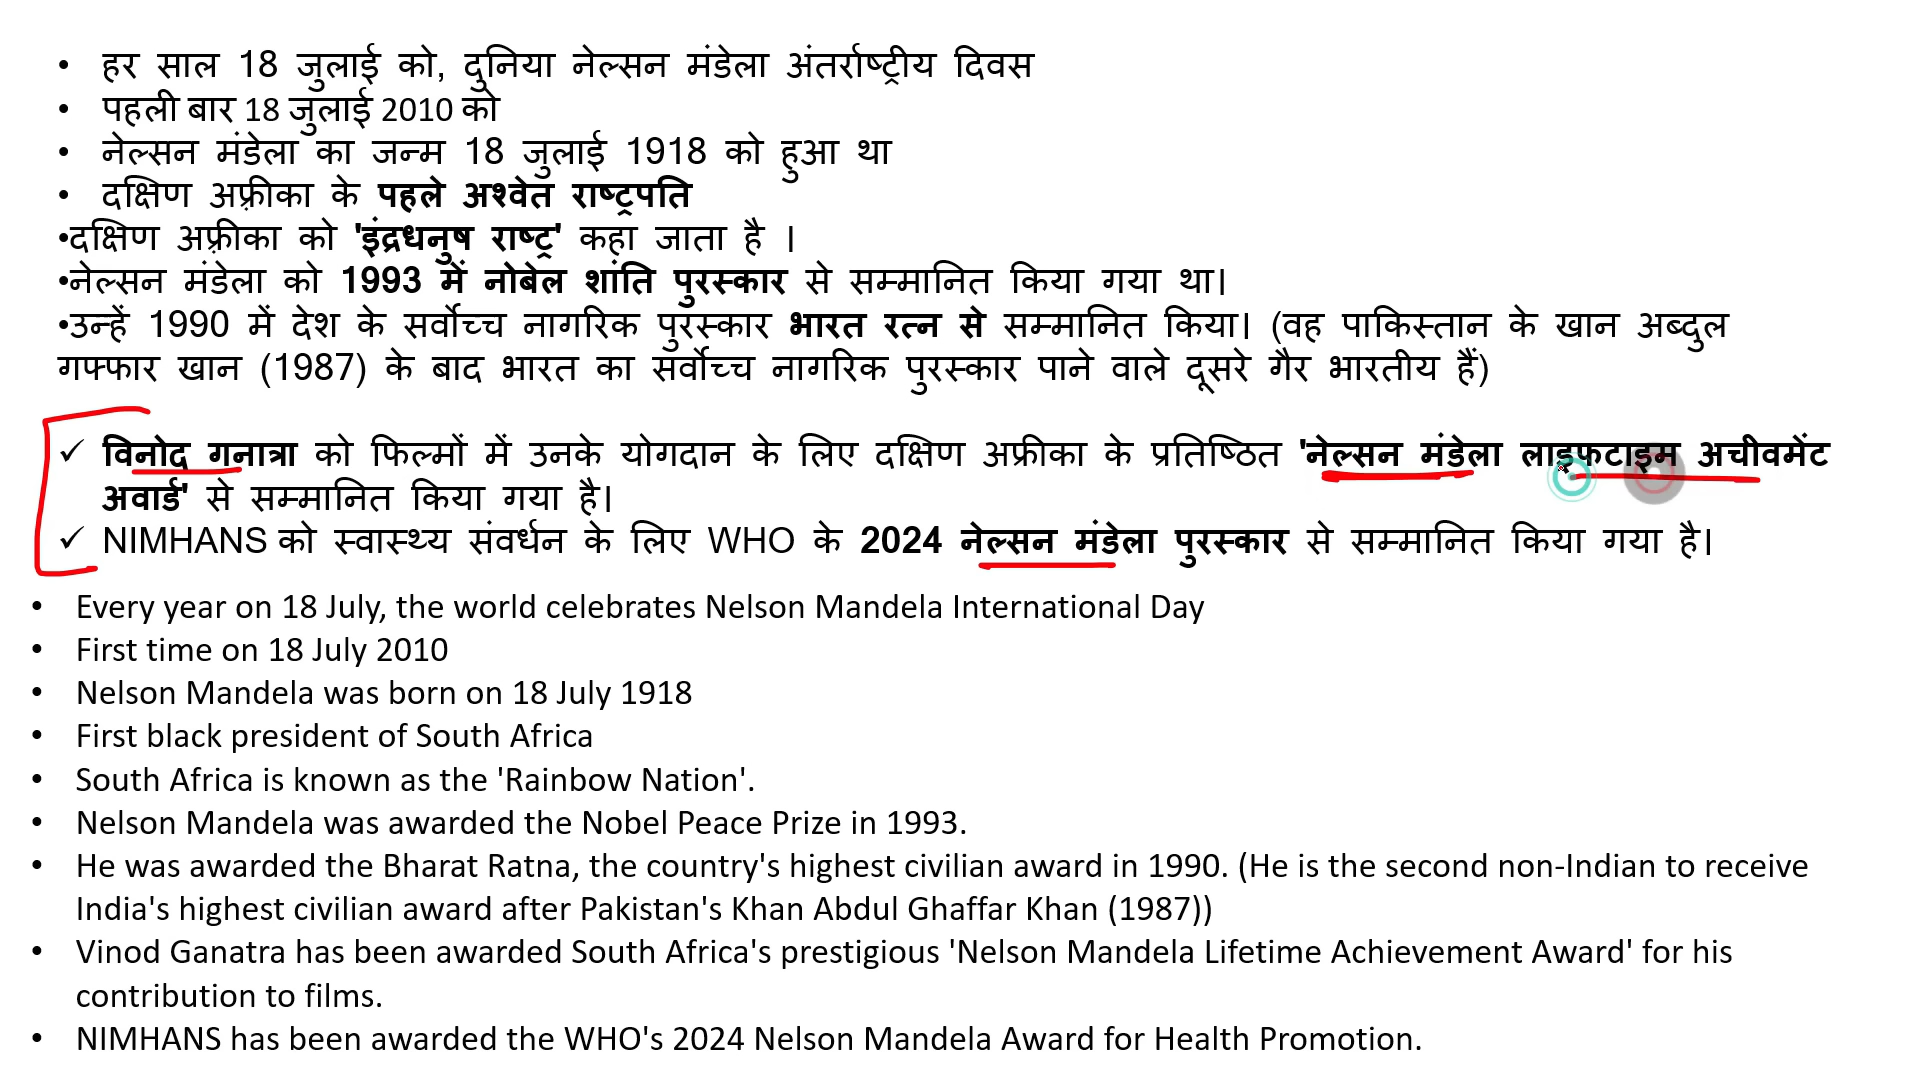 • हर साल 18 जुलाई को, दुनिया नेल्सन मंडेला अंतर्राष्ट्रीय दिवस
• पहली बार 18 जुलाई 2010 को
• नेल्सन मंडेला का जन्म 18 जुलाई 1918 को हुआ था
• दक्षिण अफ़्रीका के पहले अश्वेत राष्ट्रपति
•दक्षिण अफ़्रीका को 'इंद्रधनुष राष्ट्र' कहा जाता है ।
•नेल्सन मंडेला को 1993 में नोबेल शांति पुरस्कार से सम्मानित किया गया था।
•उन्हें 1990 में देश के सर्वोच्च नागरिक पुरस्कार भारत रत्न से सम्मानित किया। (वह पाकिस्तान के खान अब्दुल
गफ्फार खान (1987) के बाद भारत का सर्वोच्च नागरिक पुरस्कार पाने वाले दूसरे गैर भारतीय हैं)
✓ विनोद गनात्रा को फिल्मों में उनके योगदान के लिए दक्षिण अफ्रीका के प्रतिष्ठित 'नेल्सन मंडेला लाइफटाइम अचीवमेंट
अवार्ड' से सम्मानित किया गया है।
✓ NIMHANS को स्वास्थ्य संवर्धन के लिए WHO के 2024 नेल्सन मंडेला पुरस्कार से सम्मानित किया गया है।
• Every year on 18 July, the world celebrates Nelson Mandela International Day
• First time on 18 July 2010
• Nelson Mandela was born on 18 July 1918
• First black president of South Africa
• South Africa is known as the 'Rainbow Nation'.
• Nelson Mandela was awarded the Nobel Peace Prize in 1993.
• He was awarded the Bharat Ratna, the country's highest civilian award in 1990. (He is the second non-Indian to receive
India's highest civilian award after Pakistan's Khan Abdul Ghaffar Khan (1987))
• Vinod Ganatra has been awarded South Africa's prestigious 'Nelson Mandela Lifetime Achievement Award' for his
contribution to films.
• NIMHANS has been awarded the WHO's 2024 Nelson Mandela Award for Health Promotion.